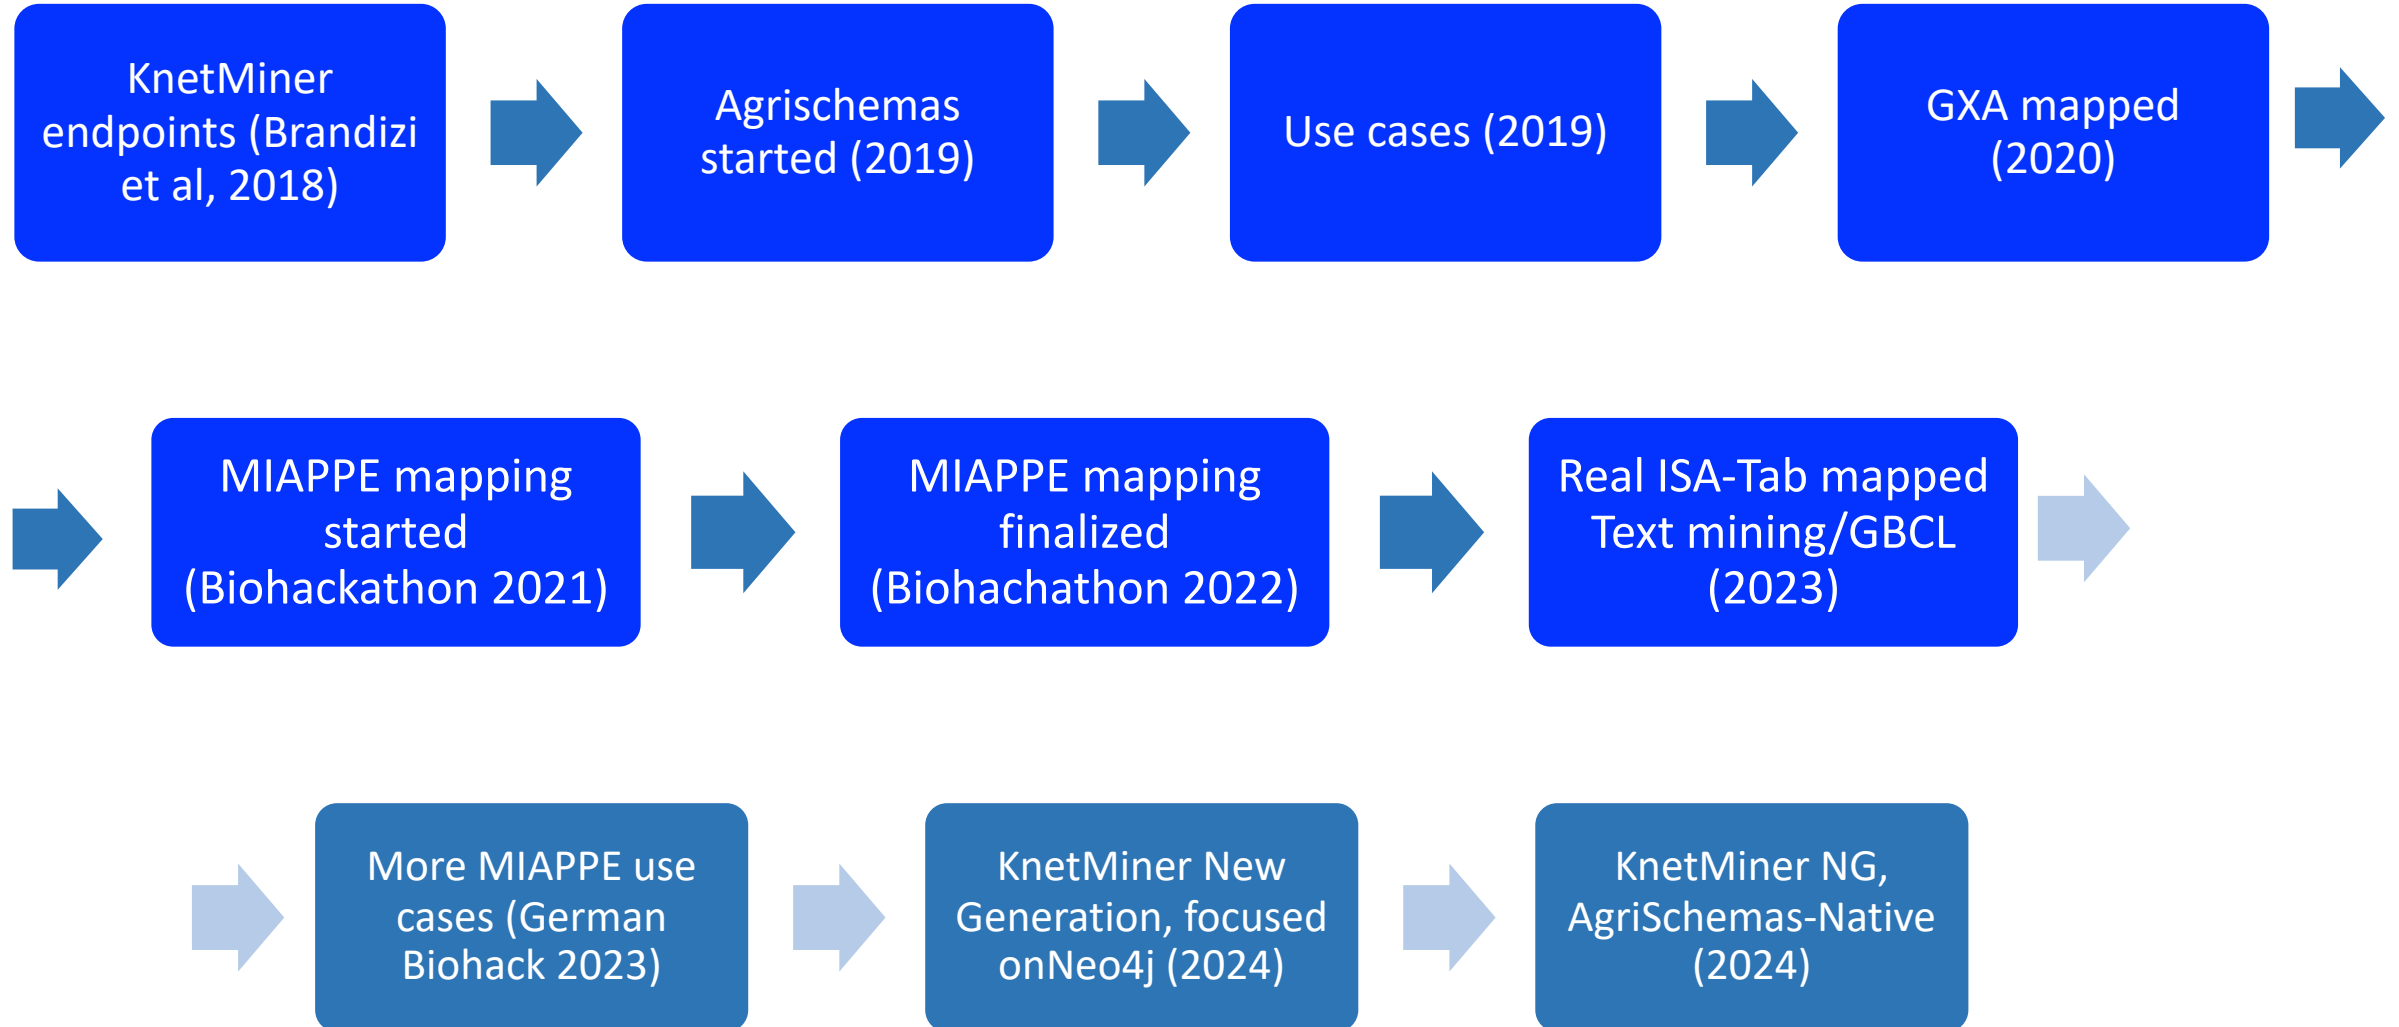 KnetMiner
endpoints (Brandizi
et al, 2018)
Agrischemas
started (2019)
Use cases (2019)
GXA mapped
(2020)
MIAPPE mapping
started
(Biohackathon 2021)
MIAPPE mapping
finalized
(Biohachathon 2022)
Real ISA-Tab mapped
Text mining/GBCL
(2023)
More MIAPPE use
cases (German
Biohack 2023)
KnetMiner New
Generation, focused
onNeo4j (2024)
KnetMiner NG,
AgriSchemas-Native
(2024)